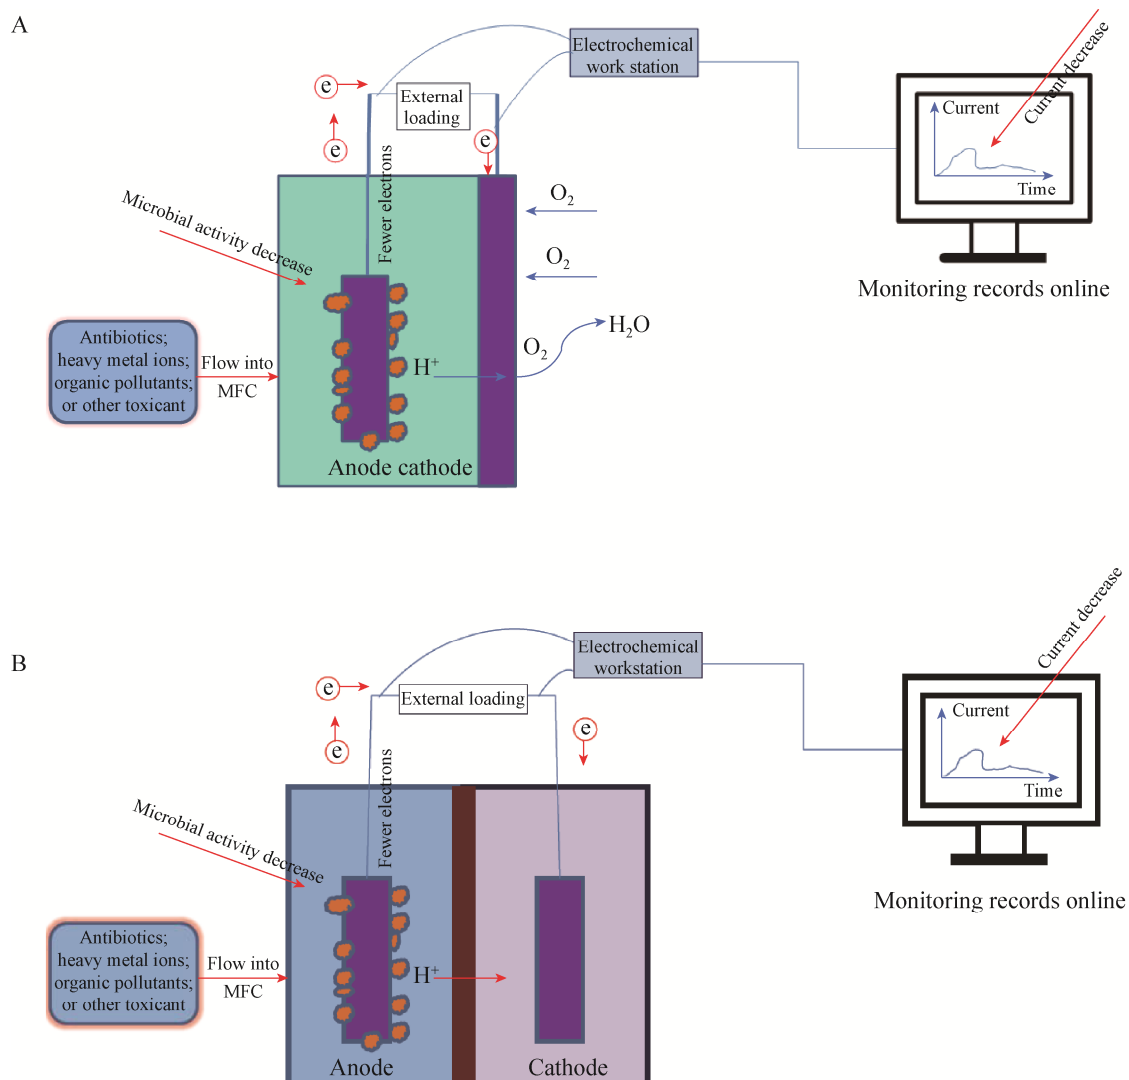 A
Electrochemical
work station
Current decrease
e
External
loading
e
e
Current
Time
Monitoring records online
Fewer electrons
Microbial activity decrease
O2
O2
O2
H2O
Antibiotics;
heavy metal ions;
organic pollutants;
or other toxicant
Flow into
MFC
H+
Anode cathode
B
Electrochemical
workstation
Current decrease
e
External loading
e
e
Current
Time
Monitoring records online
Fewer electrons
Microbial activity decrease
Antibiotics;
heavy metal ions;
organic pollutants;
or other toxicant
Flow into
MFC
H+
Anode
Cathode